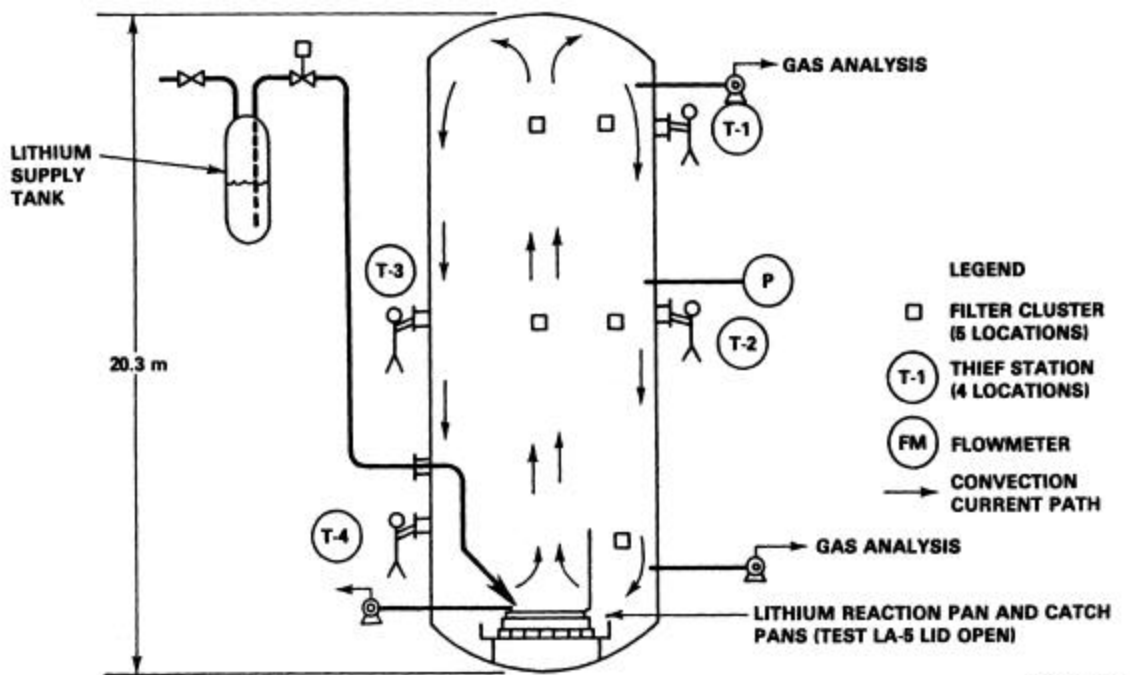 GAS ANALYSIS
T-1
LITHIUM
SUPPLY
TANK
T-3
P
T-2
20.3 m
LEGEND
FILTER CLUSTER
(5 LOCATIONS)
T-1
THIEF STATION
(4 LOCATIONS)
FM
FLOWMETER
CONVECTION
CURRENT PATH
T-4
GAS ANALYSIS
LITHIUM REACTION PAN AND CATCH
PANS (TEST LA-5 LID OPEN)